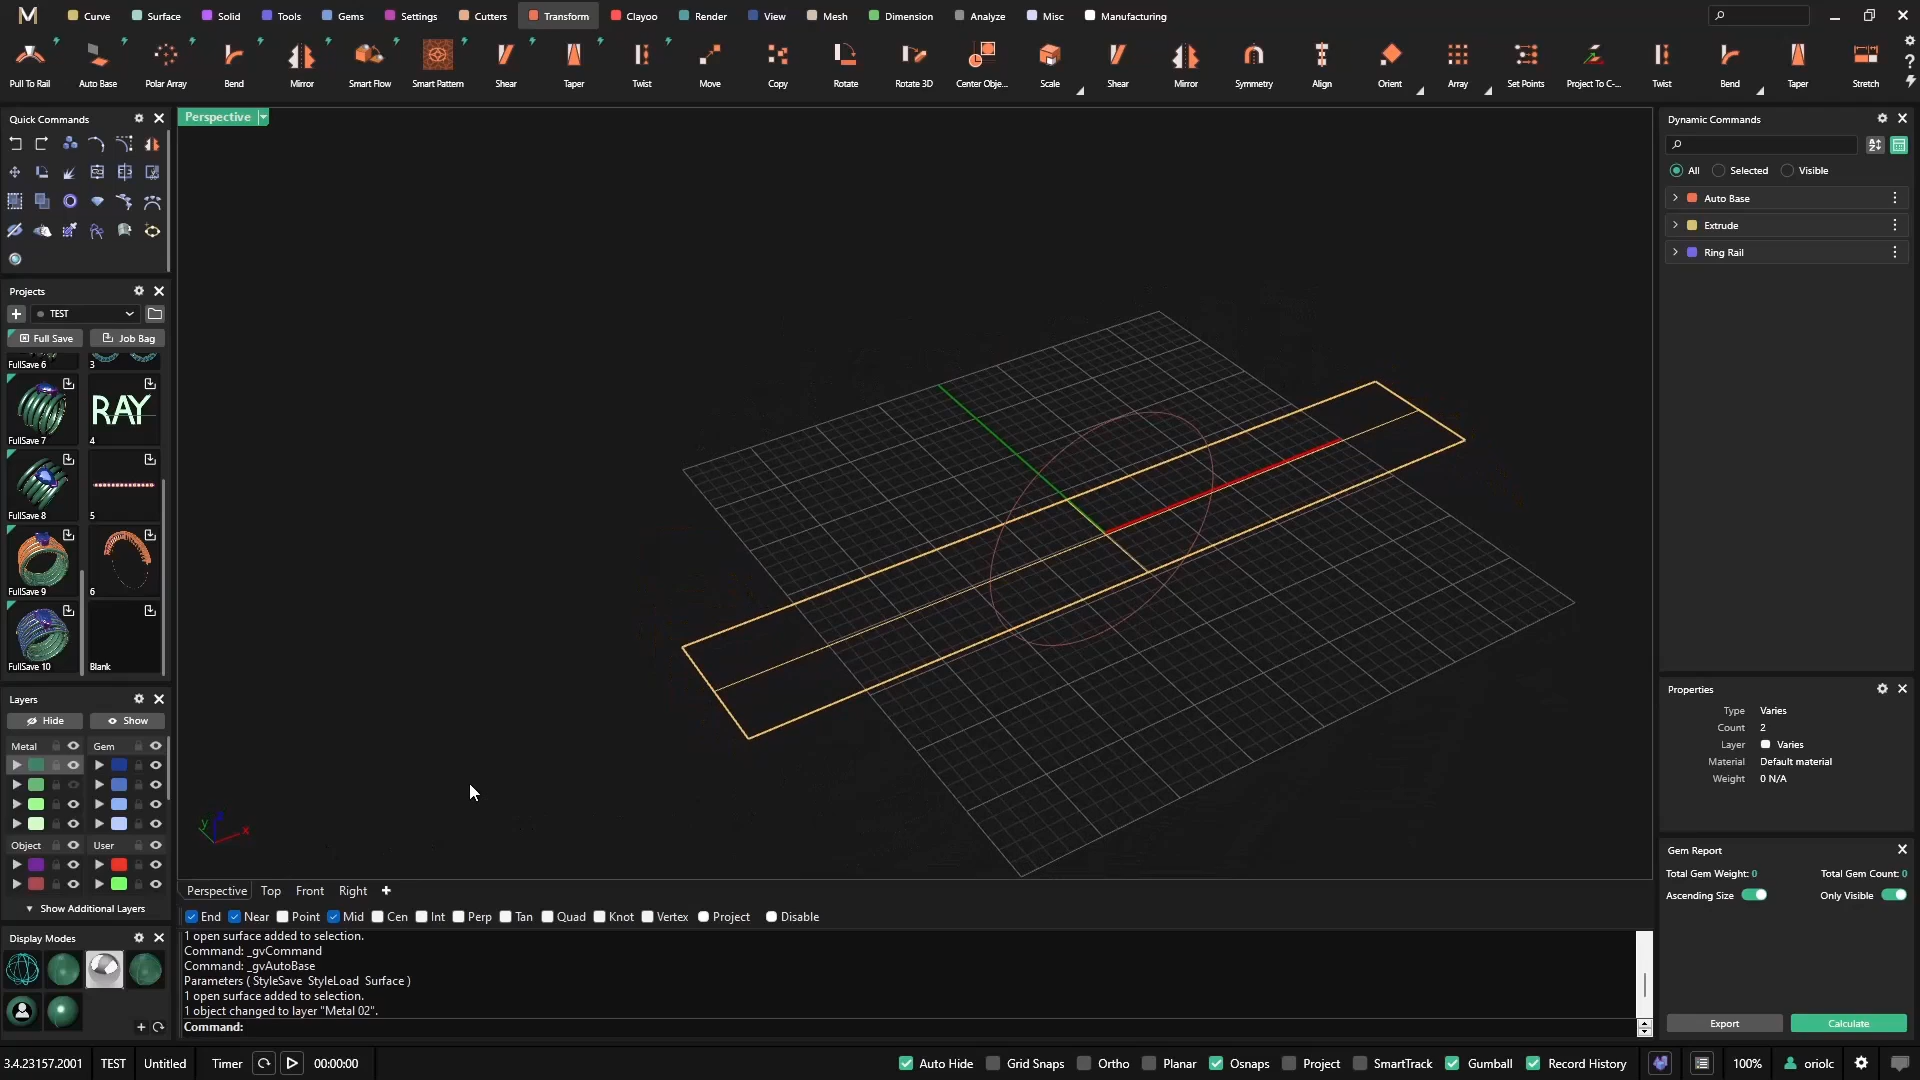 Curve Surface Solid Tools Gems Settings Cutters Transform Clayoo Render View Mesh Dimension Analyze Misc Manufacturing
Pull To Rail Auto Base Polar Array Bend Mirror Smart Flow Smart Pattern Shear Taper Twist Move Copy Rotate Rotate 3D Center Obje... Scale Shear Mirror Symmetry Align Orient Array Set Points Project To C-... Twist Bend Taper Stretch
Quick Commands
Perspective
Projects
TEST
Full Save Job Bag
FullSave 6 3
RAY
FullSave 7 4
FullSave 8 5
FullSave 9 6
FullSave 10 Blank
Layers
Hide Show
Metal Gem
Object User
Show Additional Layers
Display Modes
y x
Perspective Top Front Right
End Near Point Mid Cen Int Perp Tan Quad Knot Vertex Project Disable
1 open surface added to selection.
Command: _gvCommand
Command: _gvAutoBase
Parameters ( StyleSave StyleLoad Surface )
1 open surface added to selection.
1 object changed to layer "Metal 02".
Command:
Dynamic Commands
All Selected Visible
Auto Base
Extrude
Ring Rail
Properties
Type Varies
Count 2
Layer Varies
Material Default material
Weight 0 N/A
Gem Report
Total Gem Weight: 0 Total Gem Count: 0
Ascending Size Only Visible
Export Calculate
3.4.23157.2001 TEST Untitled Timer 00:00:00 Auto Hide Grid Snaps Ortho Planar Osnaps Project SmartTrack Gumball Record History 100% oriolc